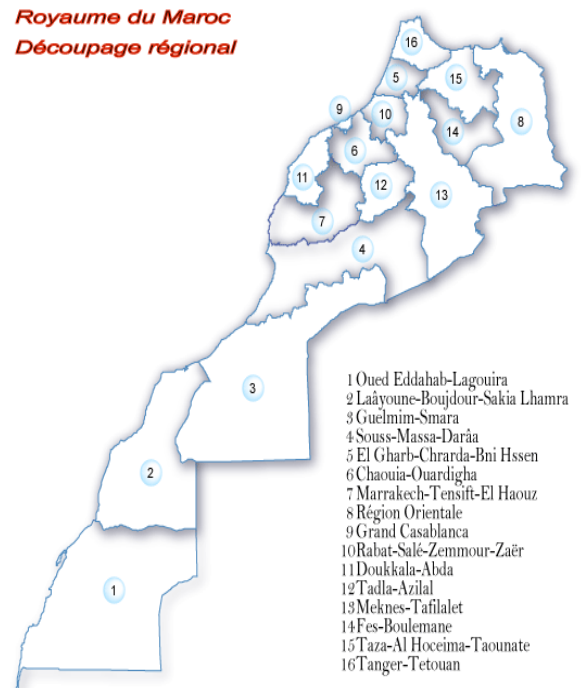 Royaume du Maroc
Découpage régional
16
5
15
9
10
8
14
6
11
12
13
7
4
3
2
1
1 Oued Eddahab-Lagouira
2 Laâyoune-Boujdour-Sakia Lhamra
3 Guelmim-Smara
4 Souss-Massa-Darâa
5 El Gharb-Chrarda-Bni Hssen
6 Chaouia-Ouardigha
7 Marrakech-Tensift-El Haouz
8 Région Orientale
9 Grand Casablanca
10 Rabat-Salé-Zemmour-Zaër
11 Doukkala-Abda
12 Tadla-Azilal
13 Meknes-Tafilalet
14 Fes-Boulemane
15 Taza-Al Hoceima-Taounate
16 Tanger-Tetouan